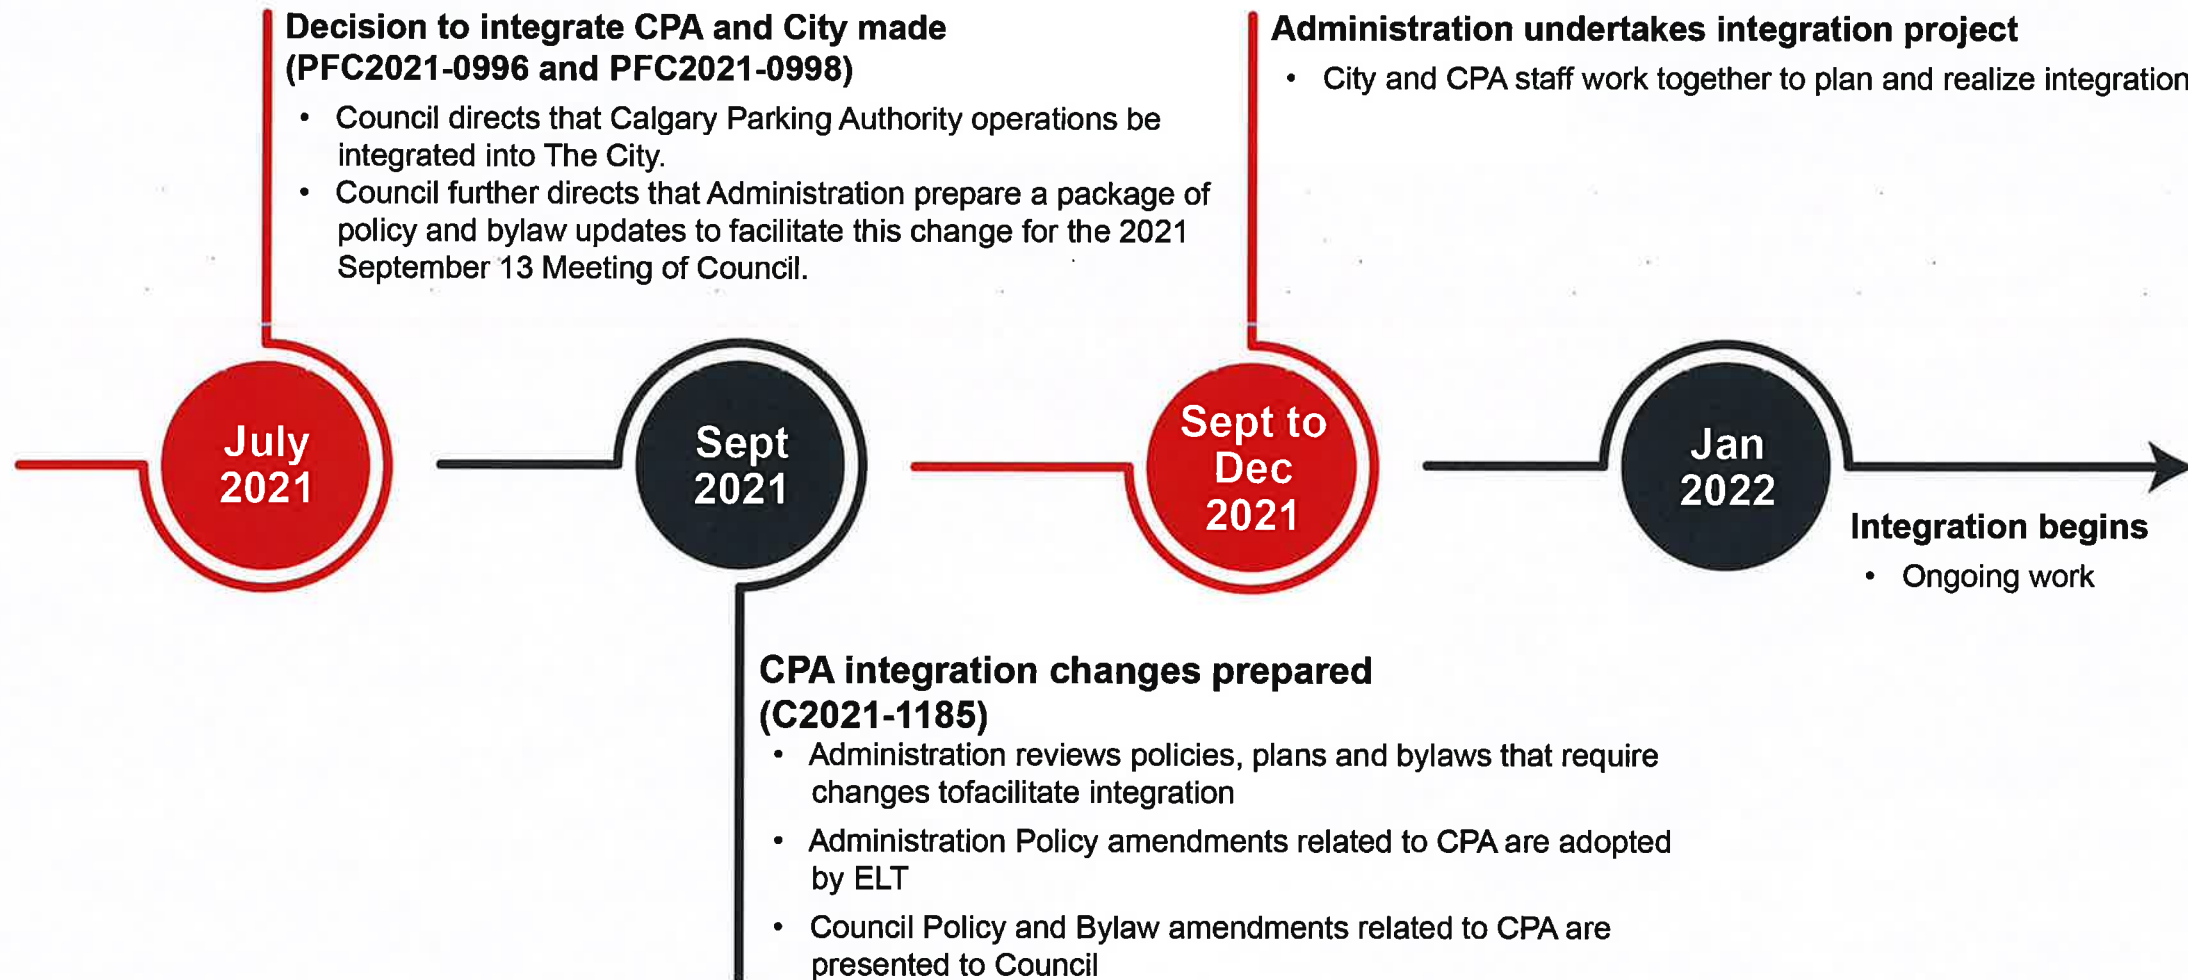 Decision to integrate CPA and City made
(PFC2021-0996 and PFC2021-0998)
• Council directs that Calgary Parking Authority operations be
integrated into The City.
• Council further directs that Administration prepare a package of
policy and bylaw updates to facilitate this change for the 2021
September 13 Meeting of Council.
Administration undertakes integration project
• City and CPA staff work together to plan and realize integration
July
2021
Sept
2021
Sept to
Dec
2021
Jan
2022
Integration begins
• Ongoing work
CPA integration changes prepared
(C2021-1185)
• Administration reviews policies, plans and bylaws that require
changes tofacilitate integration
• Administration Policy amendments related to CPA are adopted
by ELT
• Council Policy and Bylaw amendments related to CPA are
presented to Council